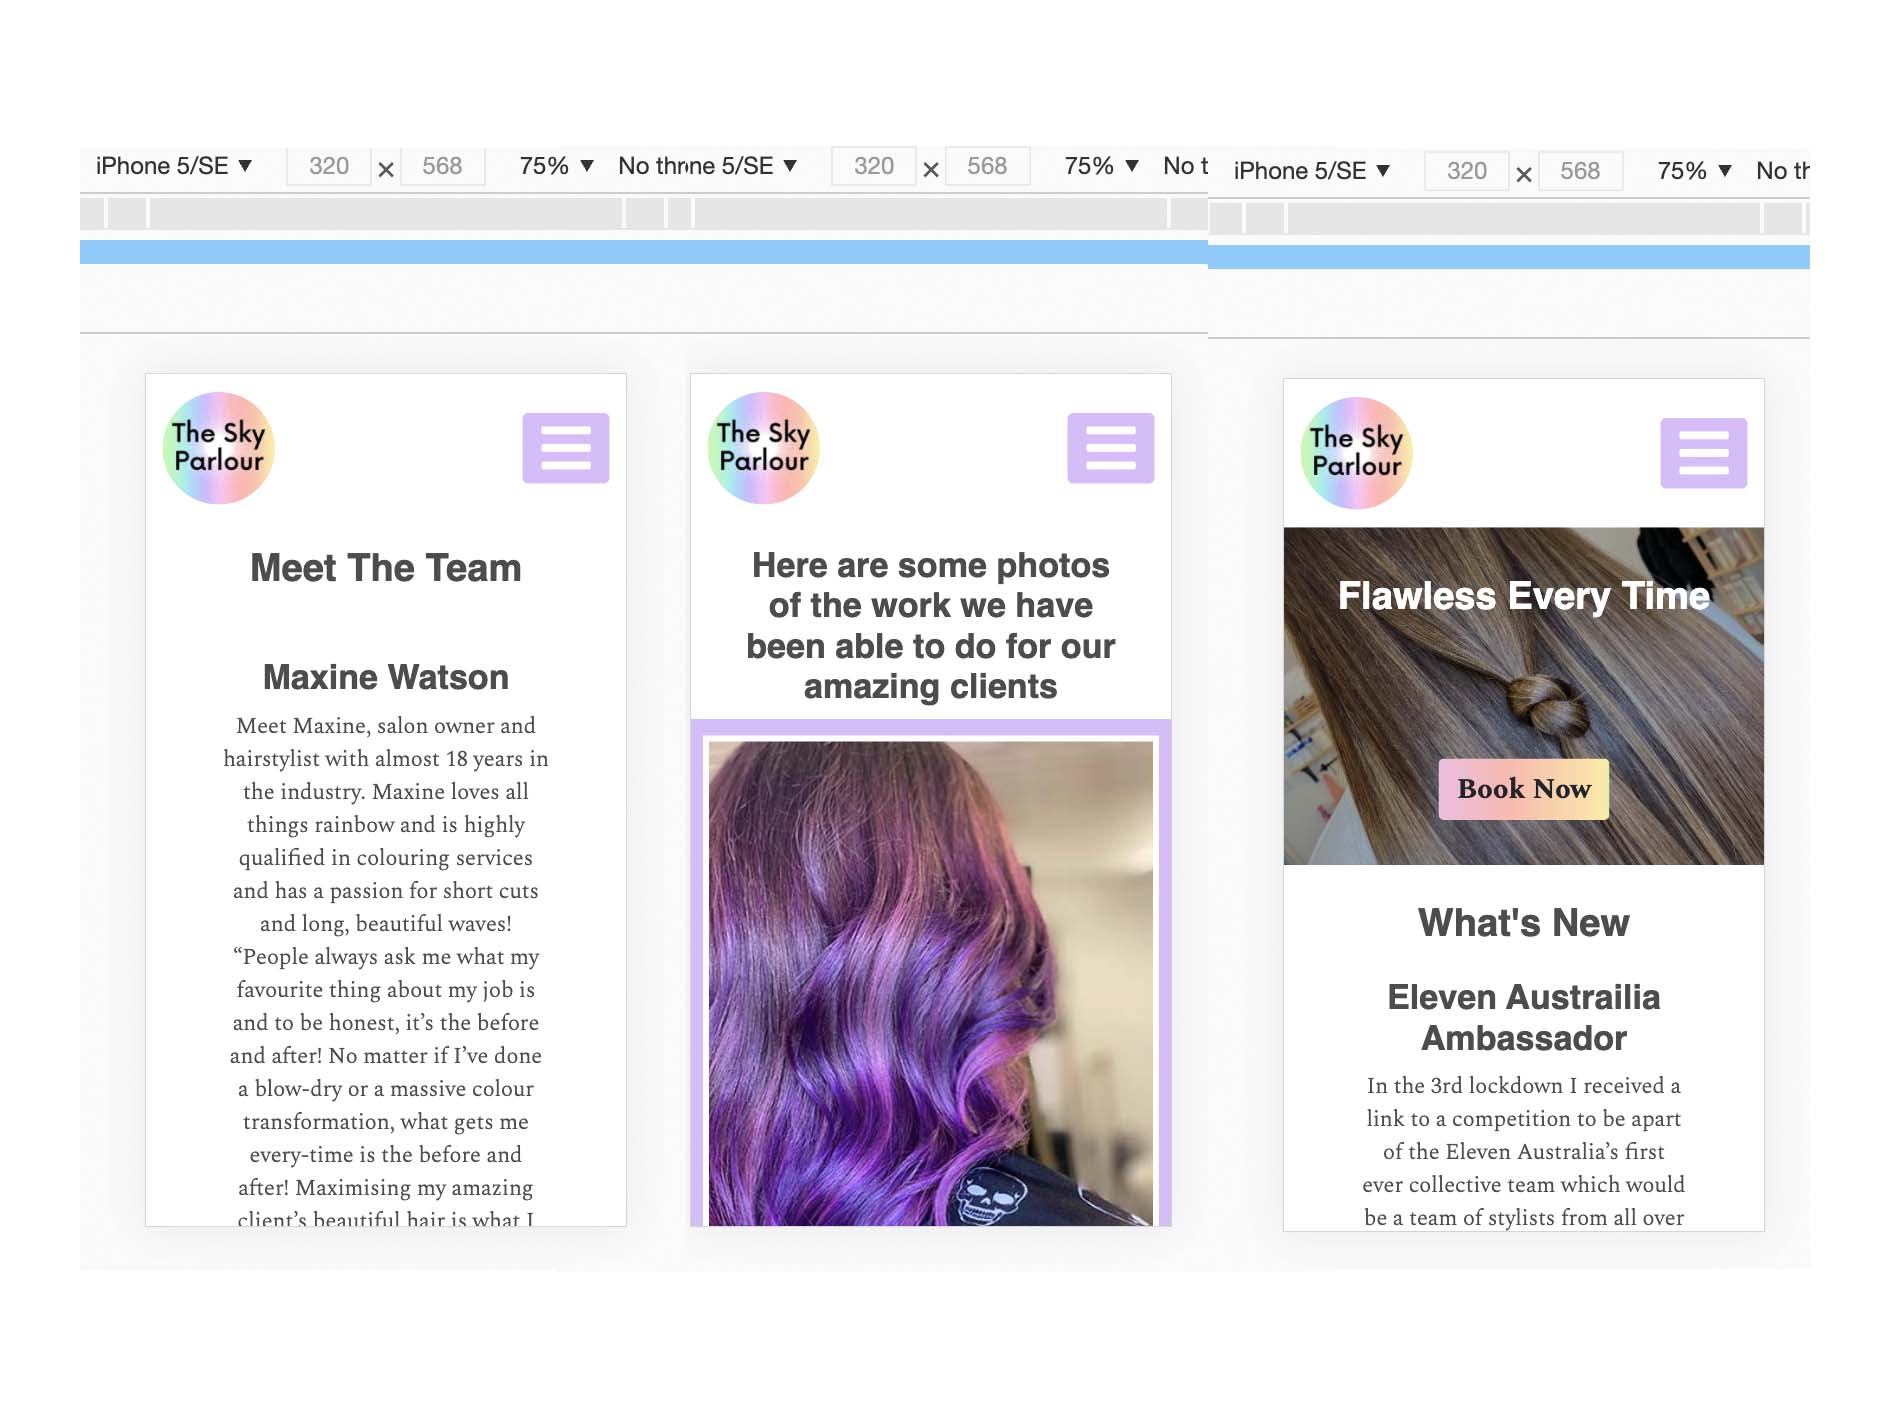 iPhone 5/SE ▼ 320 × 568 75% ▼ No thr
ne 5/SE ▼ 320 × 568 75% ▼ No t
iPhone 5/SE ▼ 320 × 568 75% ▼ No th
The Sky
Parlour
Meet The Team
Maxine Watson
Meet Maxine, salon owner and
hairstylist with almost 18 years in
the industry. Maxine loves all
things rainbow and is highly
qualified in colouring services
and has a passion for short cuts
and long, beautiful waves!
“People always ask me what my
favourite thing about my job is
and to be honest, it’s the before
and after! No matter if I’ve done
a blow-dry or a massive colour
transformation, what gets me
every-time is the before and
after! Maximising my amazing
client’s beautiful hair is what I
The Sky
Parlour
Here are some photos
of the work we have
been able to do for our
amazing clients
The Sky
Parlour
Flawless Every Time
Book Now
What's New
Eleven Austrailia
Ambassador
In the 3rd lockdown I received a
link to a competition to be apart
of the Eleven Australia’s first
ever collective team which would
be a team of stylists from all over